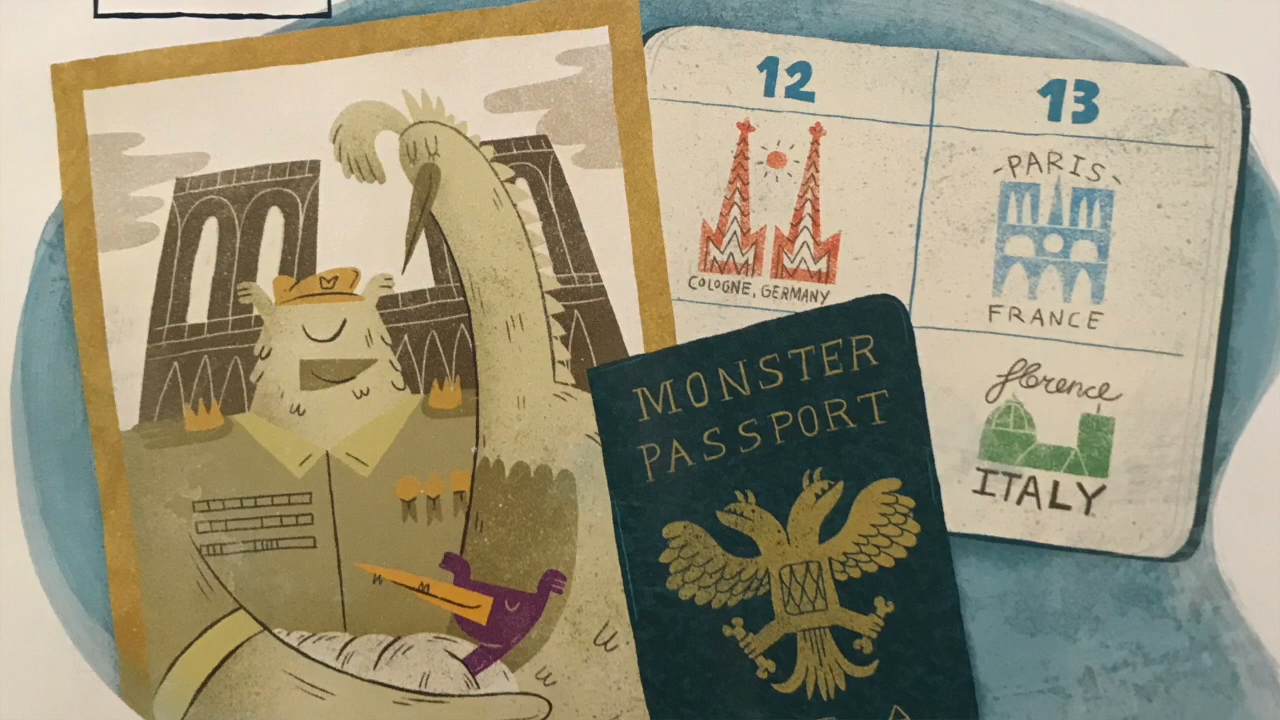 12
13
COLOGNE, GERMANY
-PARIS-
FRANCE
florence
ITALY
MONSTER
PASSPORT